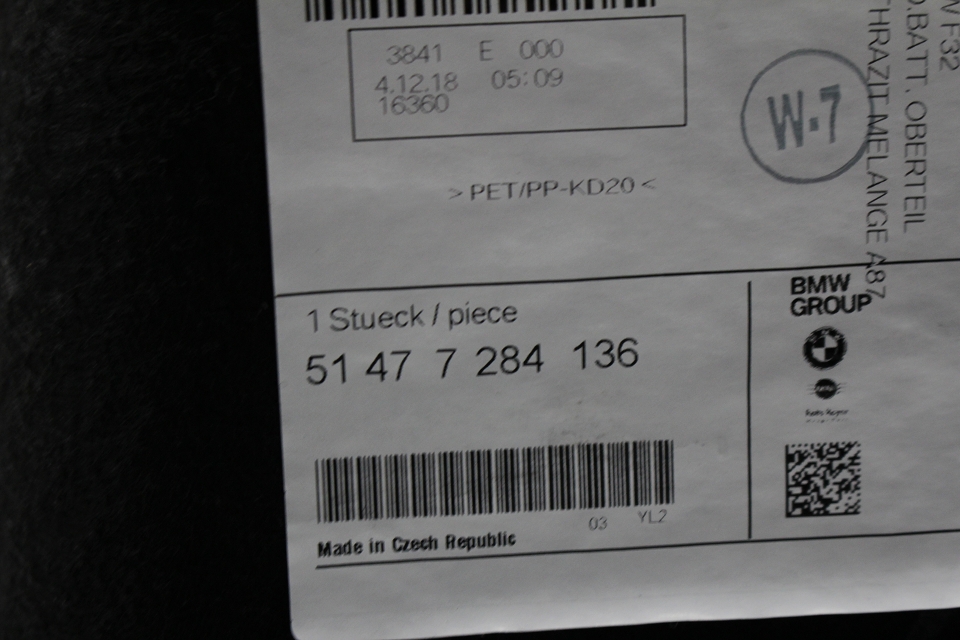 3841 E 000
4.12.18 05:09
16360
W-7
> PET/PP-KD20 <
F32
BATT. OBERTEIL
THRAZIT MELANGE A87
1 Stueck / piece
51 47 7 284 136
BMW
GROUP
03 YL2
Made in Czech Republic